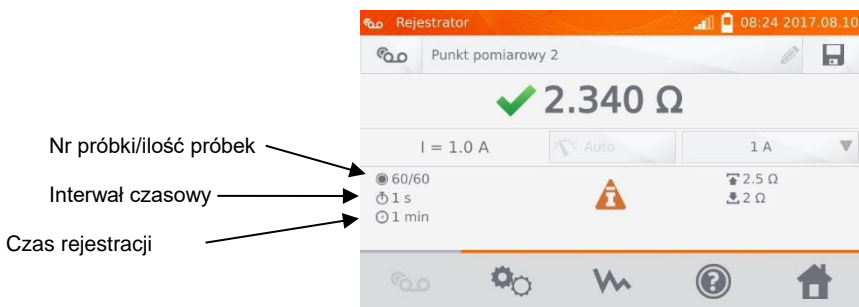 Rejestrator 08:24 2017.08.10
Punkt pomiarowy 2
2.340 Ω
I = 1.0 A Auto 1 A
Nr próbki/ilość próbek
60/60 2.5 Ω
Interwał czasowy
1 s 2 Ω
1 min
Czas rejestracji